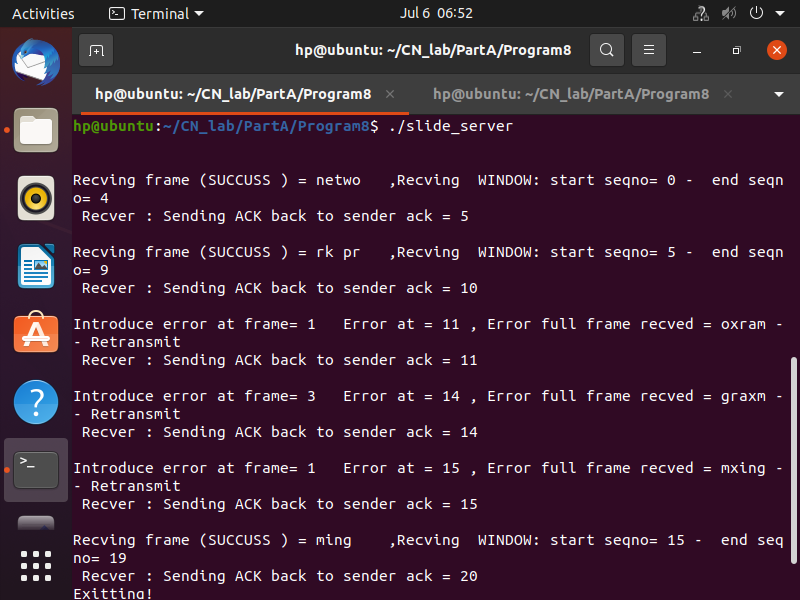 Activities Terminal Jul 6 06:52
hp@ubuntu: ~/CN_lab/PartA/Program8
hp@ubuntu: ~/CN_lab/PartA/Program8 × hp@ubuntu: ~/CN_lab/PartA/Program8 ×
hp@ubuntu:~/CN_lab/PartA/Program8$ ./slide_server
Recving frame (SUCCUSS ) = netwo   ,Recving  WINDOW: start seqno= 0 -  end seqn
o= 4
 Recver : Sending ACK back to sender ack = 5
Recving frame (SUCCUSS ) = rk pr   ,Recving  WINDOW: start seqno= 5 -  end seqn
o= 9
 Recver : Sending ACK back to sender ack = 10
Introduce error at frame= 1   Error at = 11 , Error full frame recved = oxram -
- Retransmit
 Recver : Sending ACK back to sender ack = 11
Introduce error at frame= 3   Error at = 14 , Error full frame recved = graxm -
- Retransmit
 Recver : Sending ACK back to sender ack = 14
Introduce error at frame= 1   Error at = 15 , Error full frame recved = mxing -
- Retransmit
 Recver : Sending ACK back to sender ack = 15
Recving frame (SUCCUSS ) = ming    ,Recving  WINDOW: start seqno= 15 -  end seq
no= 19
 Recver : Sending ACK back to sender ack = 20
Exitting!